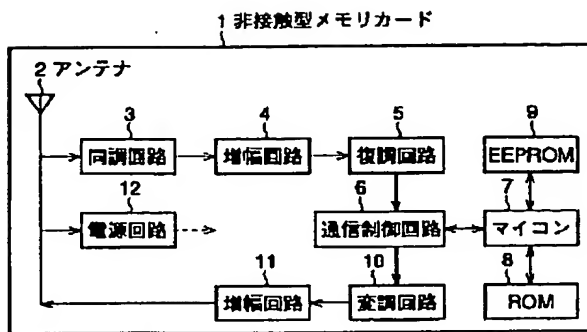 1 非接触型メモリカード
2 アンテナ
3
同調回路
4
増幅回路
5
復調回路
9
EEPROM
12
電源回路
6
通信制御回路
7
マイコン
11
増幅回路
10
変調回路
8
ROM